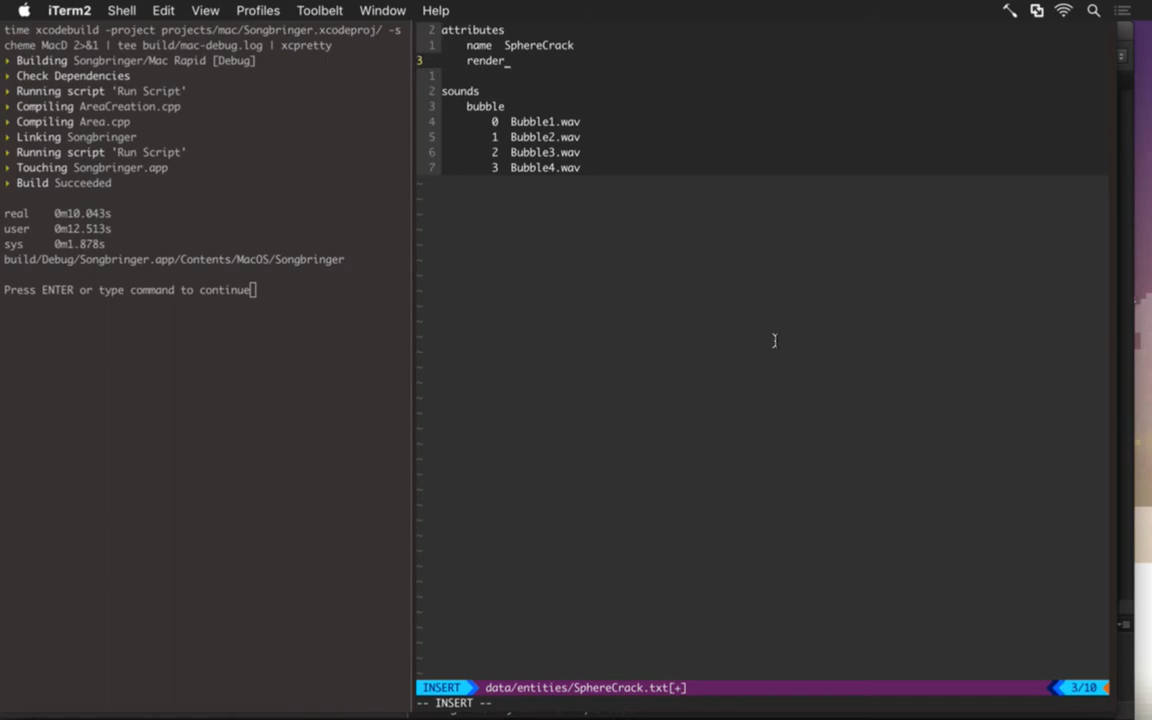 iTerm2 Shell Edit View Profiles Toolbelt Window Help
time xcodebuild -project projects/mac/Songbringer.xcodeproj/ -s
cheme MacD 2>&1 | tee build/mac-debug.log | xcpretty
Building Songbringer/Mac Rapid [Debug]
Check Dependencies
Running script 'Run Script'
Compiling AreaCreation.cpp
Compiling Area.cpp
Linking Songbringer
Running script 'Run Script'
Touching Songbringer.app
Build Succeeded
real 0m10.043s
user 0m12.513s
sys 0m1.878s
build/Debug/Songbringer.app/Contents/MacOS/Songbringer
Press ENTER or type command to continue
2 attributes
1 name SphereCrack
3 render_
1
2 sounds
3 bubble
4 0 Bubble1.wav
5 1 Bubble2.wav
6 2 Bubble3.wav
7 3 Bubble4.wav
INSERT data/entities/SphereCrack.txt[+] 3/10
-- INSERT --